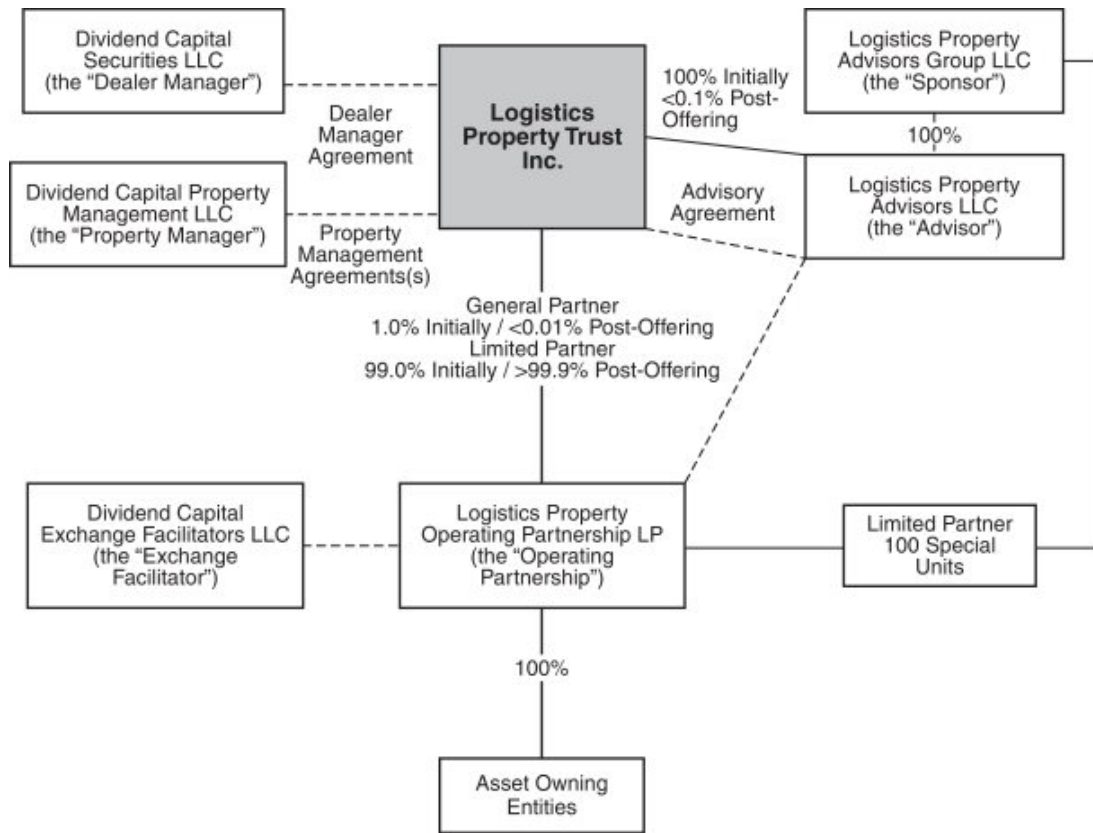 Dividend Capital
Securities LLC
(the “Dealer Manager”)
Dealer
Manager
Agreement
Logistics
Property Trust
Inc.
100% Initially
<0.1% Post-
Offering
Logistics Property
Advisors Group LLC
(the “Sponsor”)
100%
Dividend Capital Property
Management LLC
(the “Property Manager”)
Property
Management
Agreements(s)
Advisory
Agreement
Logistics Property
Advisors LLC
(the “Advisor”)
General Partner
1.0% Initially / <0.01% Post-Offering
Limited Partner
99.0% Initially / >99.9% Post-Offering
Dividend Capital
Exchange Facilitators LLC
(the “Exchange
Facilitator”)
Logistics Property
Operating Partnership LP
(the “Operating
Partnership”)
Limited Partner
100 Special
Units
100%
Asset Owning
Entities